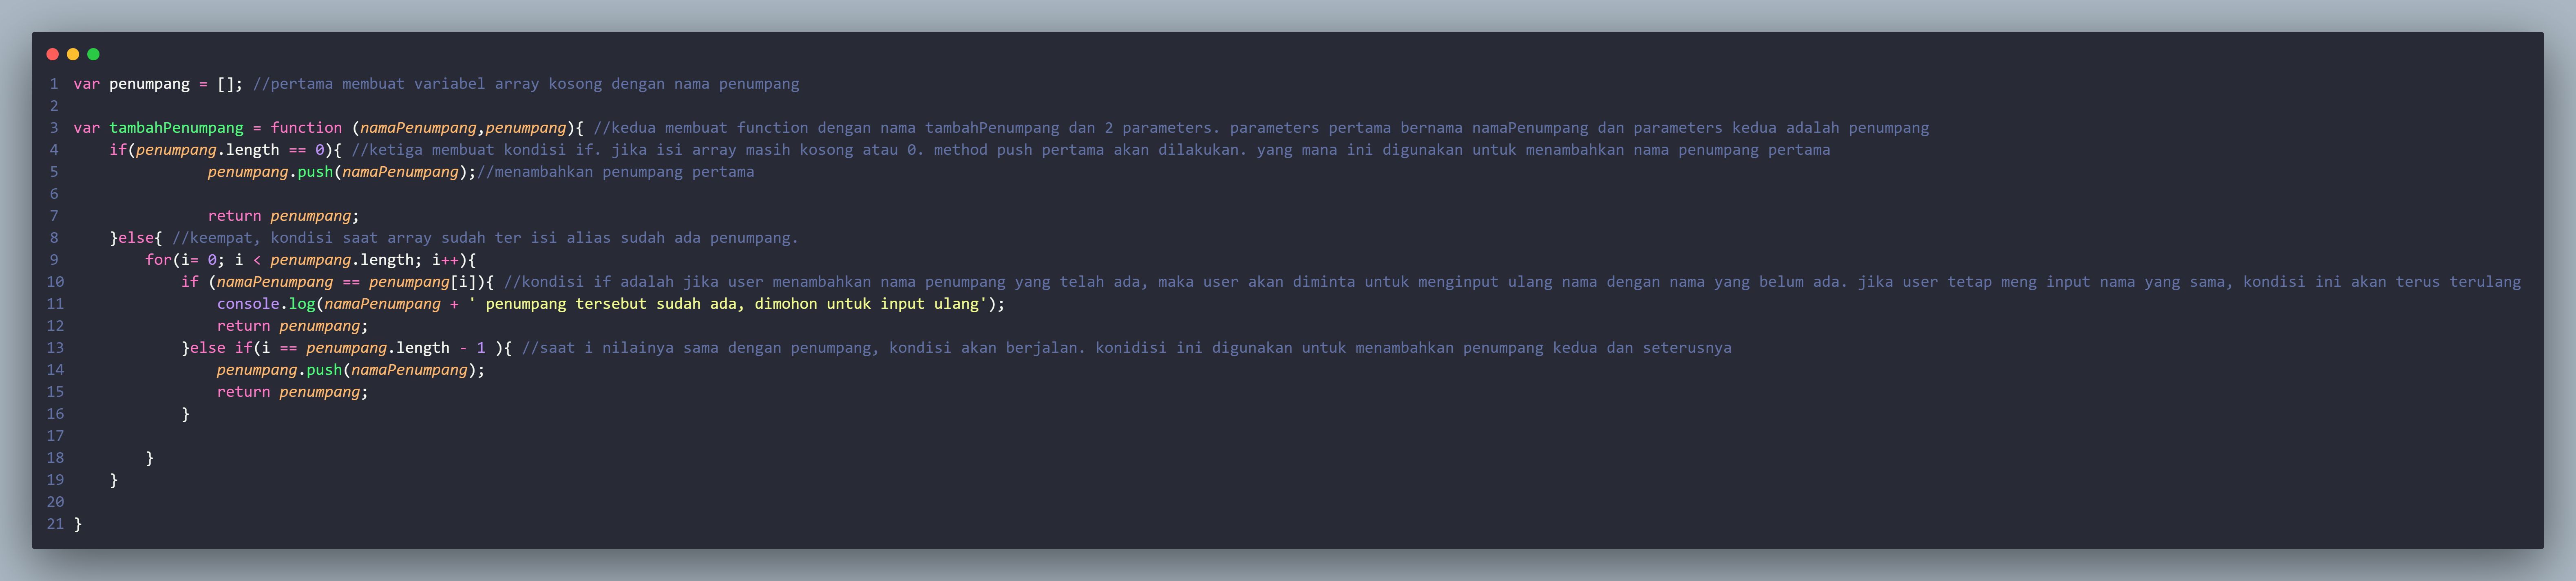 1 var penumpang = []; //pertama membuat variabel array kosong dengan nama penumpang
2
3 var tambahPenumpang = function (namaPenumpang,penumpang){ //kedua membuat function dengan nama tambahPenumpang dan 2 parameters. parameters pertama bernama namaPenumpang dan parameters kedua adalah penumpang
4     if(penumpang.length == 0){ //ketiga membuat kondisi if. jika isi array masih kosong atau 0. method push pertama akan dilakukan. yang mana ini digunakan untuk menambahkan nama penumpang pertama
5                penumpang.push(namaPenumpang);//menambahkan penumpang pertama
6
7                return penumpang;
8     }else{ //keempat, kondisi saat array sudah ter isi alias sudah ada penumpang.
9         for(i= 0; i < penumpang.length; i++){
10             if (namaPenumpang == penumpang[i]){ //kondisi if adalah jika user menambahkan nama penumpang yang telah ada, maka user akan diminta untuk menginput ulang nama dengan nama yang belum ada. jika user tetap meng input nama yang sama, kondisi ini akan terus terulang
11                 console.log(namaPenumpang + ' penumpang tersebut sudah ada, dimohon untuk input ulang');
12                 return penumpang;
13             }else if(i == penumpang.length - 1 ){ //saat i nilainya sama dengan penumpang, kondisi akan berjalan. konidisi ini digunakan untuk menambahkan penumpang kedua dan seterusnya
14                 penumpang.push(namaPenumpang);
15                 return penumpang;
16             }
17
18         }
19     }
20
21 }